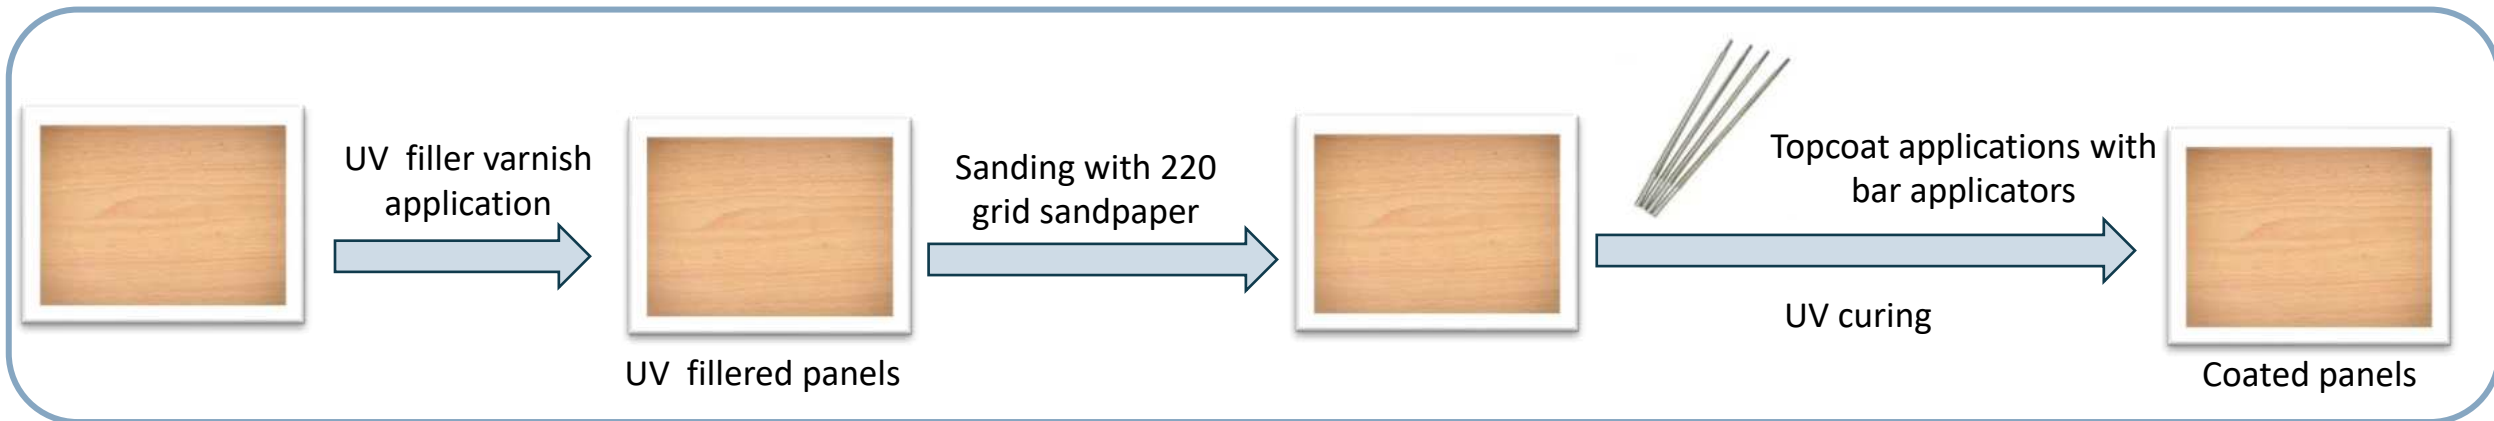 UV filler varnish
application
UV fillered panels
Sanding with 220
grid sandpaper
Topcoat applications with
bar applicators
UV curing
Coated panels